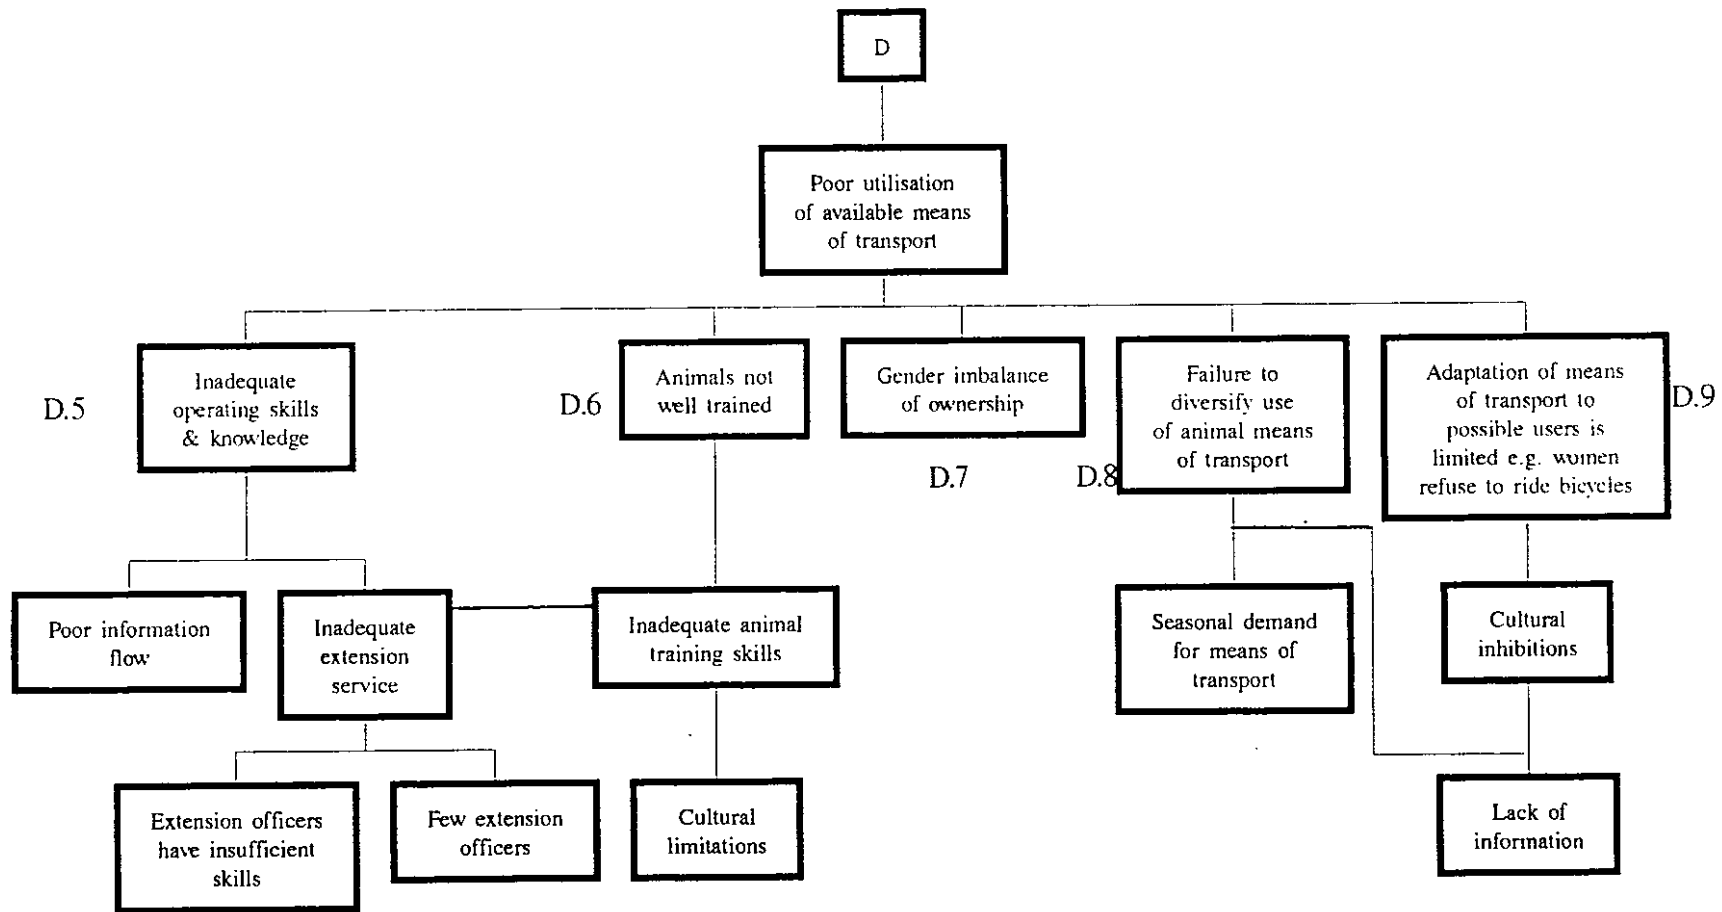 D
Poor utilisation
of available means
of transport
D.5
Inadequate
operating skills
& knowledge
D.6
Animals not
well trained
Gender imbalance
of ownership
D.7
D.8
Failure to
diversify use
of animal means
of transport
Adaptation of means
of transport to
possible users is
limited e.g. women
refuse to ride bicycles
D.9
Poor information
flow
Inadequate
extension
service
Inadequate animal
training skills
Seasonal demand
for means of
transport
Cultural
inhibitions
Extension officers
have insufficient
skills
Few extension
officers
Cultural
limitations
Lack of
information